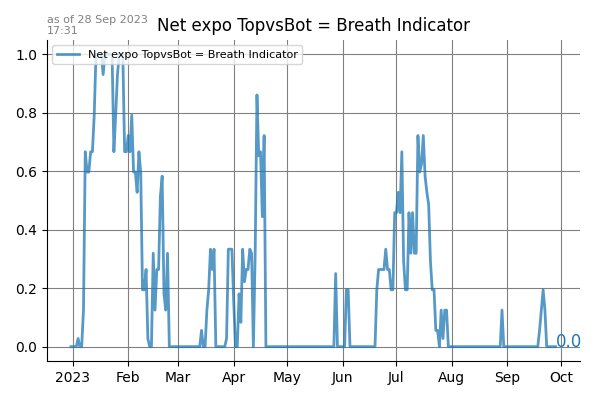 as of 28 Sep 2023
17:31
Net expo TopvsBot = Breath Indicator
Net expo TopvsBot = Breath Indicator
1.0
0.8
0.6
0.4
0.2
0.0
0.0
2023 Feb Mar Apr May Jun Jul Aug Sep Oct